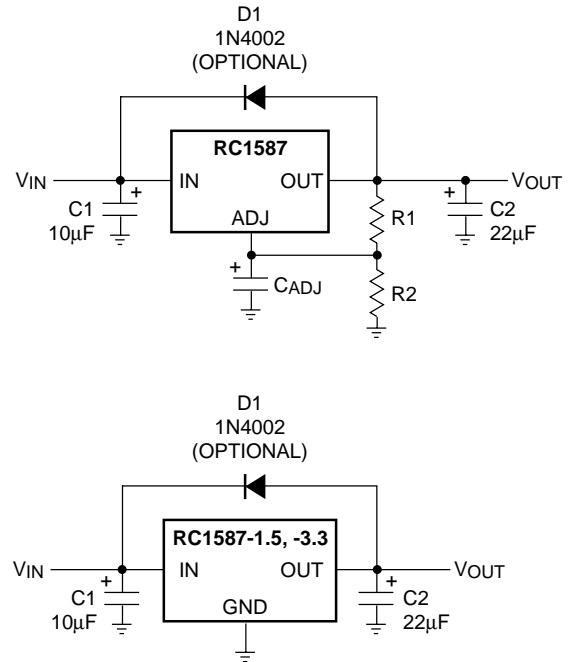 D1
1N4002
(OPTIONAL)
RC1587
VIN
IN
OUT
VOUT
+
C1
10µF
ADJ
R1
+
C2
22µF
+
CADJ
R2
D1
1N4002
(OPTIONAL)
RC1587-1.5, -3.3
VIN
IN
OUT
VOUT
+
C1
10µF
GND
+
C2
22µF